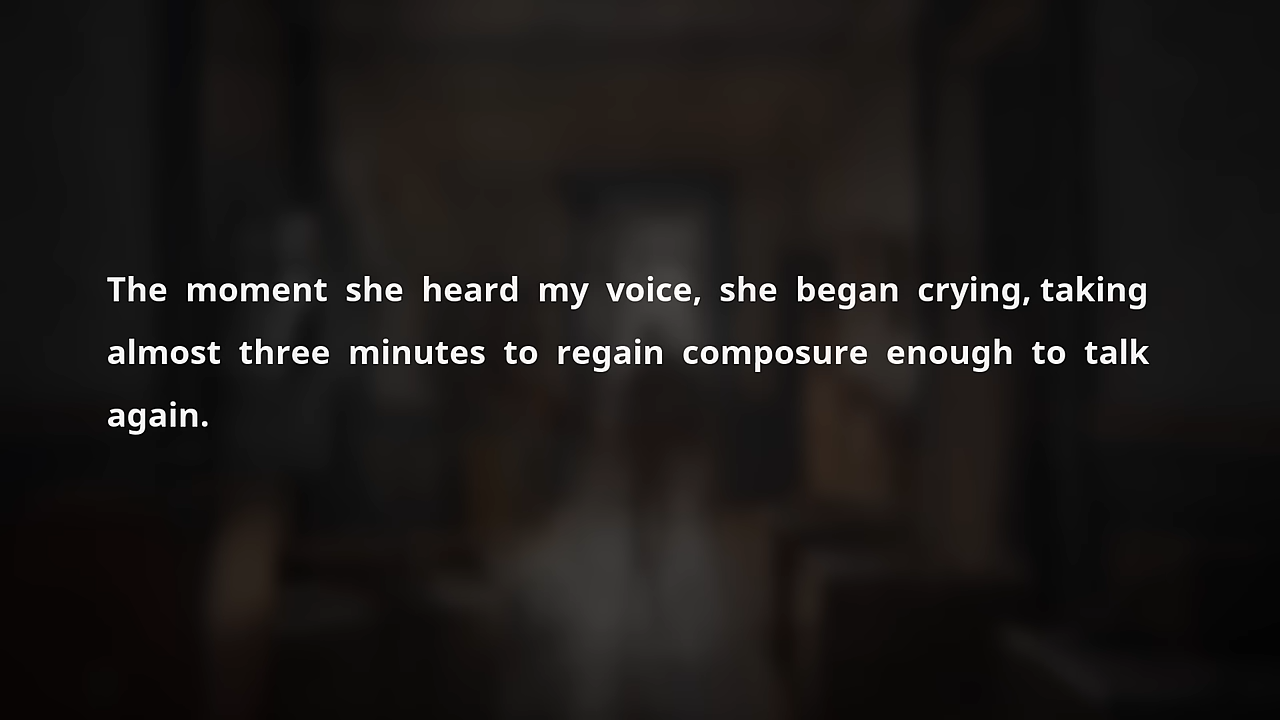 The moment she heard my voice, she began crying, taking
almost three minutes to regain composure enough to talk
again.